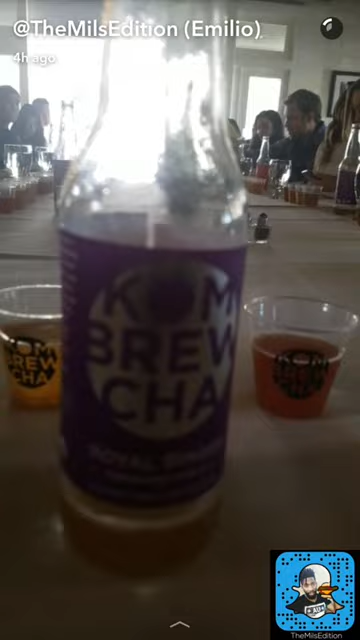 @TheMilsEdition (Emilio)
4h ago
KOM
BREW
CHA
ROYAL
KOM
BREW
CHA
KOM
BREW
CHA
TheMilsEdition